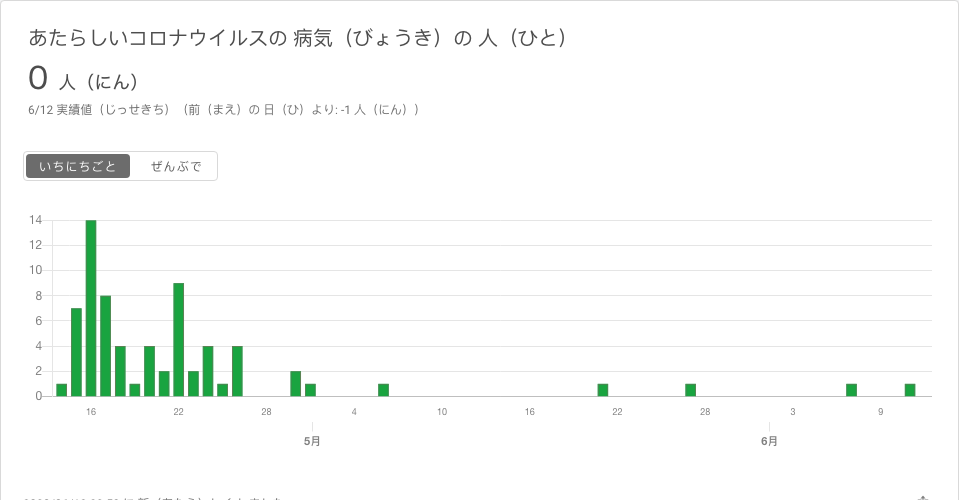 あたらしいコロナウイルスの 病気（びょうき）の 人（ひと）
0 人（にん）
6/12 実績値（じっせきち）（前（まえ）の 日（ひ）より: -1 人（にん））
いちにちごと ぜんぶで
14
12
10
8
6
4
2
0
16 22 28 4 10 16 22 28 3 9
5月 6月